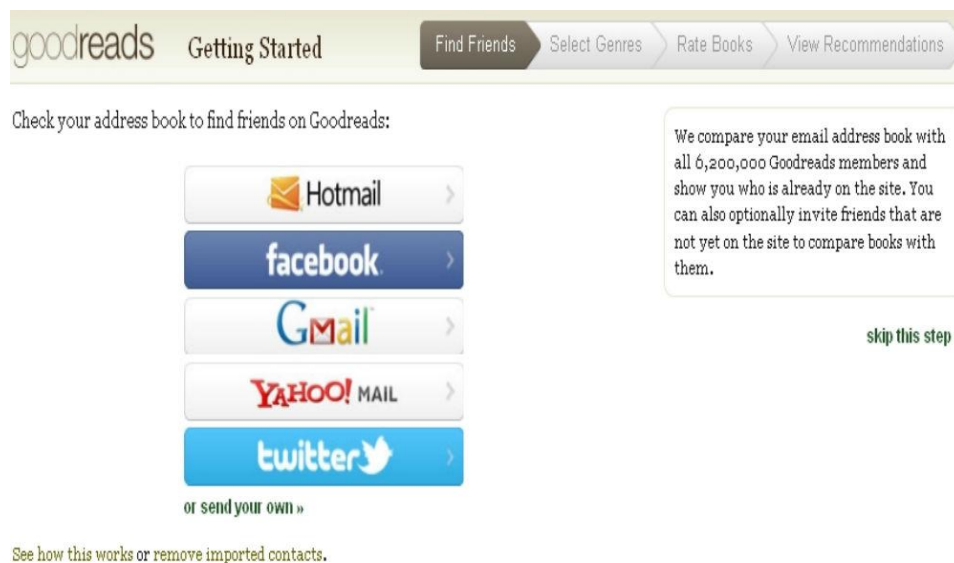 goodreads Getting Started Find Friends Select Genres Rate Books View Recommendations
Check your address book to find friends on Goodreads:
We compare your email address book with
all 6,200,000 Goodreads members and
show you who is already on the site. You
can also optionally invite friends that are
not yet on the site to compare books with
them.
Hotmail
facebook
GMail
YAHOO! MAIL
twitter
skip this step
or send your own »
See how this works or remove imported contacts.